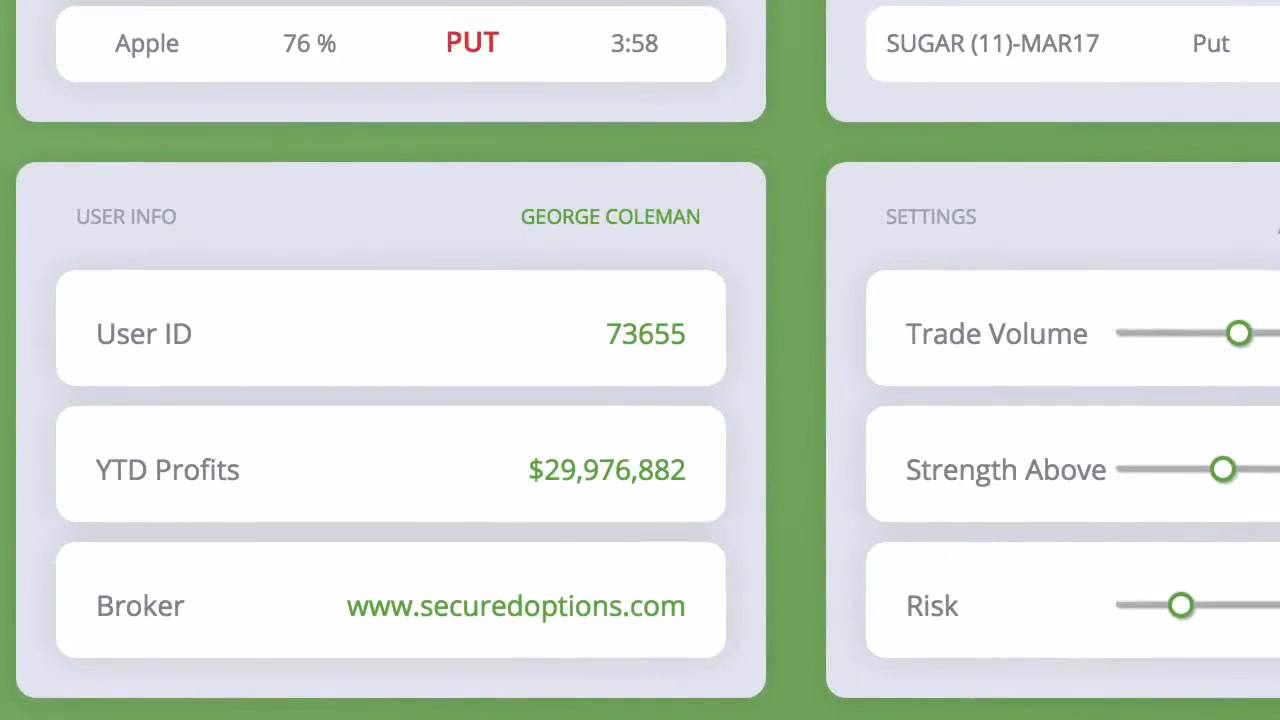 Apple 76 % PUT 3:58
SUGAR (11)-MAR17 Put
USER INFO GEORGE COLEMAN
User ID 73655
YTD Profits $29,976,882
Broker www.securedoptions.com
SETTINGS
Trade Volume
Strength Above
Risk